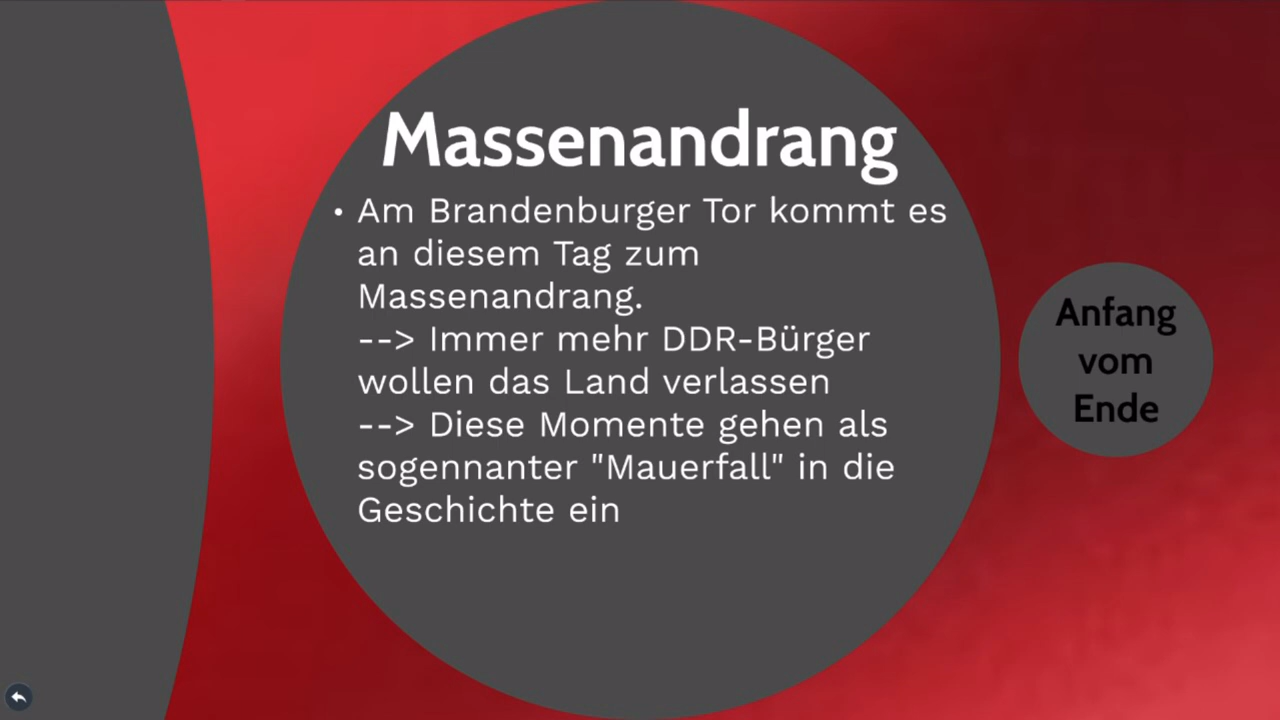 Massenandrang
• Am Brandenburger Tor kommt es
an diesem Tag zum
Massenandrang.
--> Immer mehr DDR-Bürger
wollen das Land verlassen
--> Diese Momente gehen als
sogennanter "Mauerfall" in die
Geschichte ein
Anfang
vom
Ende